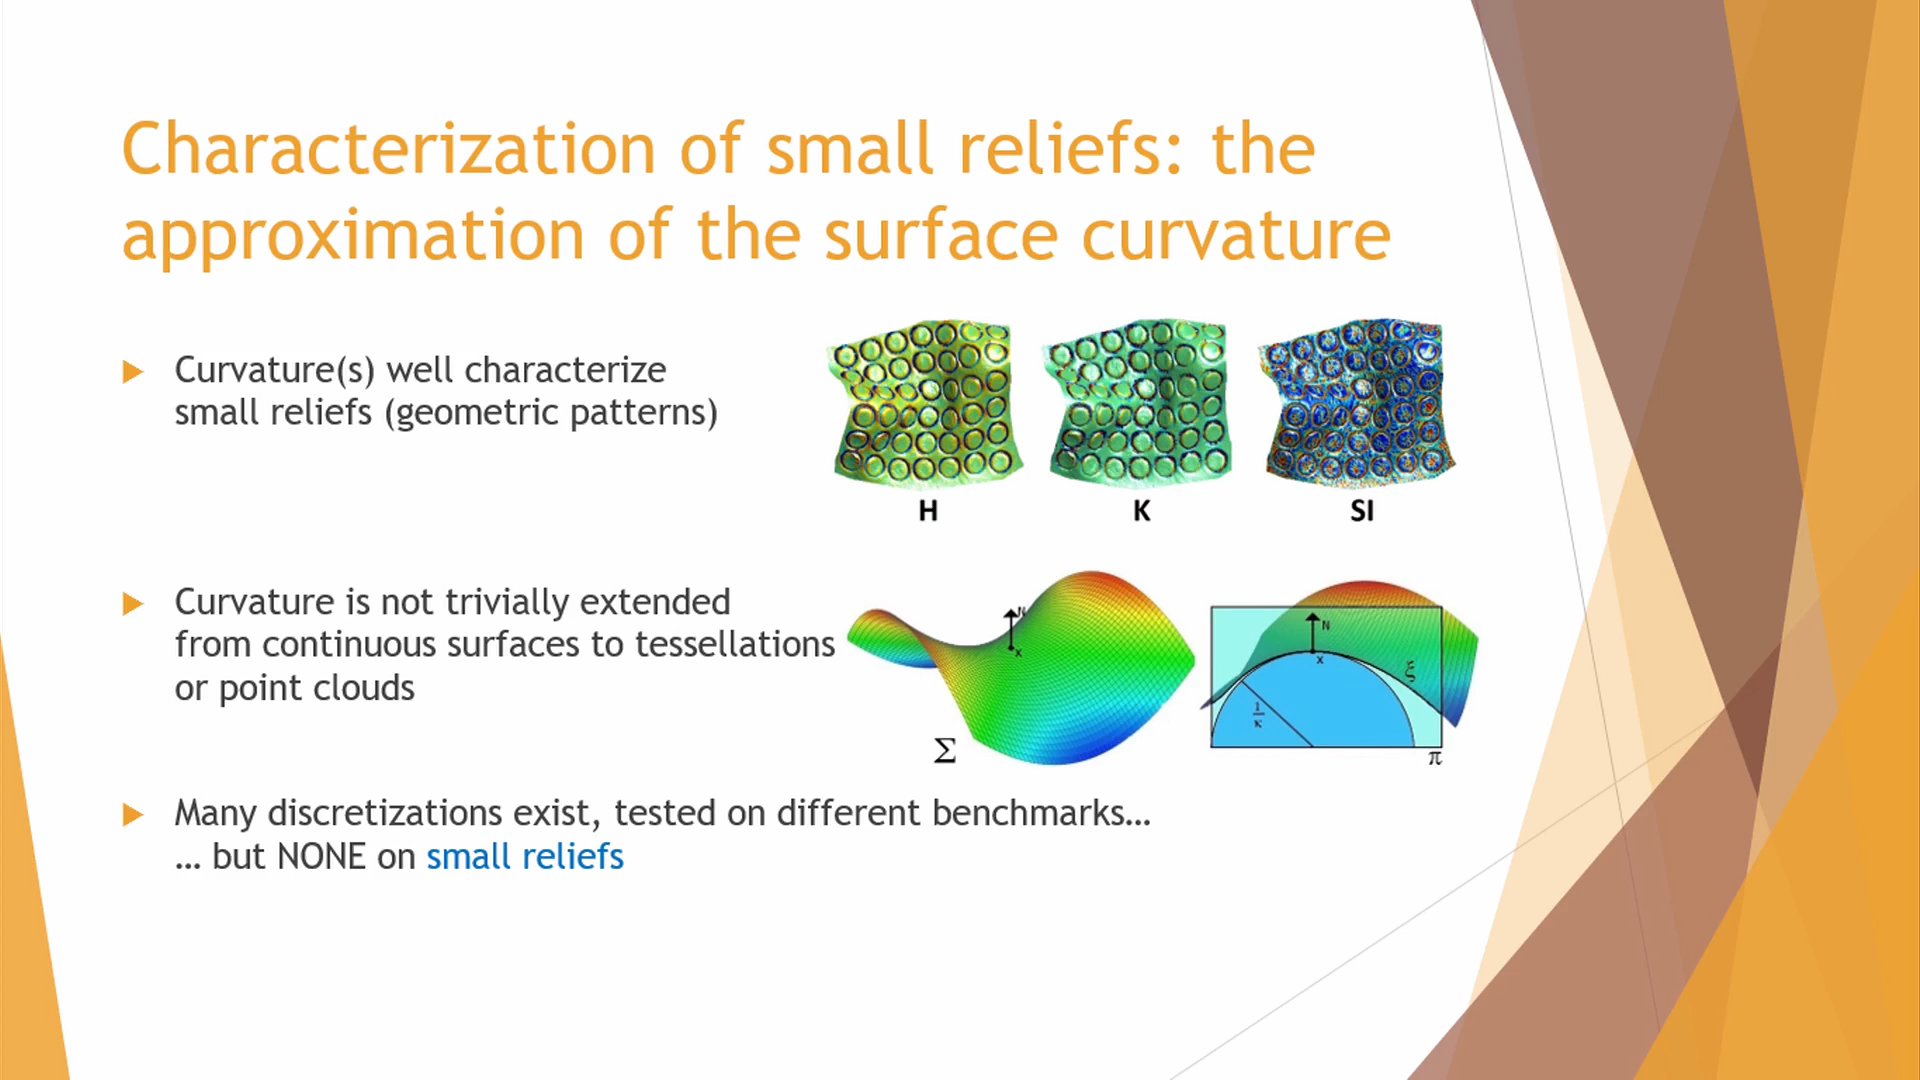 Characterization of small reliefs: the
approximation of the surface curvature
Curvature(s) well characterize
small reliefs (geometric patterns)
H K SI
Curvature is not trivially extended
from continuous surfaces to tessellations
or point clouds
N
x
Σ
N
x
ξ
1
κ
π
Many discretizations exist, tested on different benchmarks...
... but NONE on small reliefs